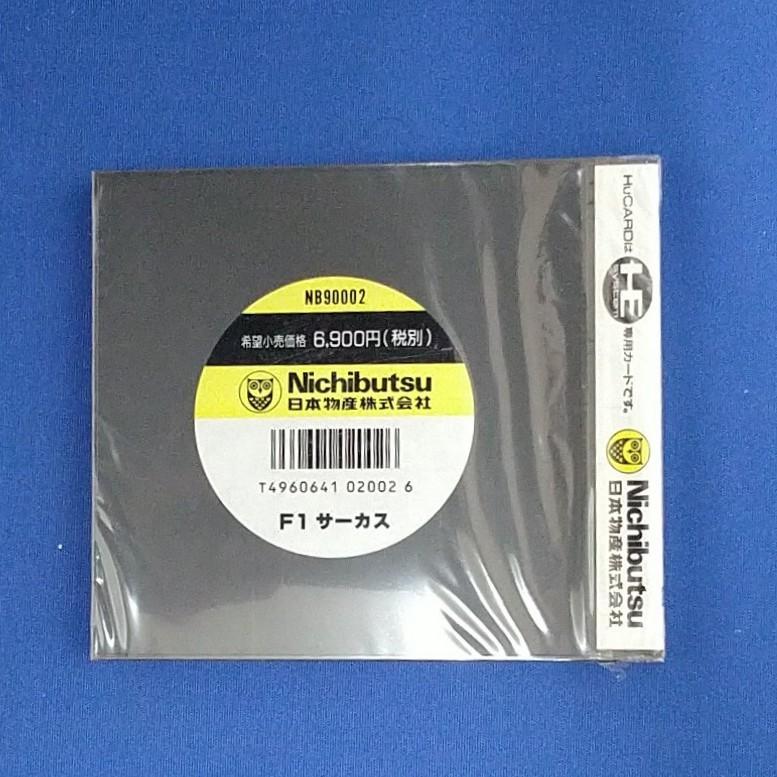 NB90002
希望小売価格 6,900円(税別)
Nichibutsu
日本物産株式会社
T4960641 02002 6
F1 サーカス
HuCARDは HE system 専用カードです。
Nichibutsu
日本物産株式会社